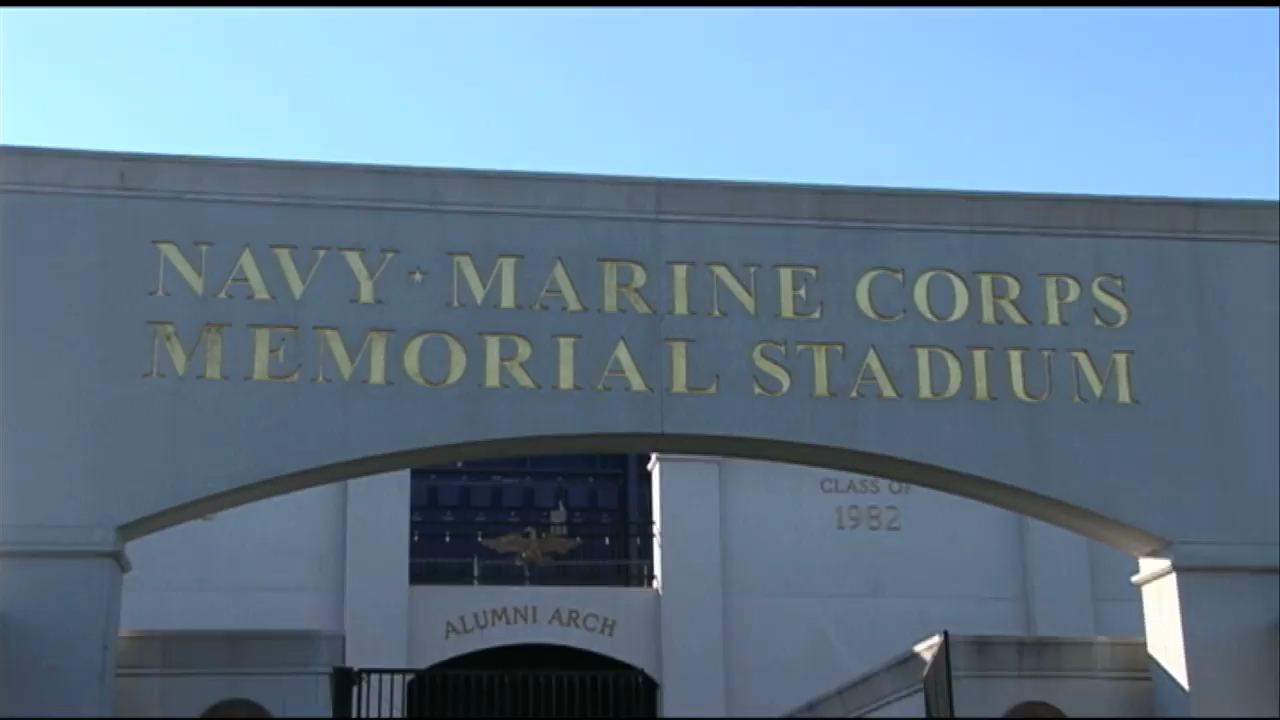 NAVY★MARINE CORPS
MEMORIAL STADIUM
CLASS OF
1982
ALUMNI ARCH